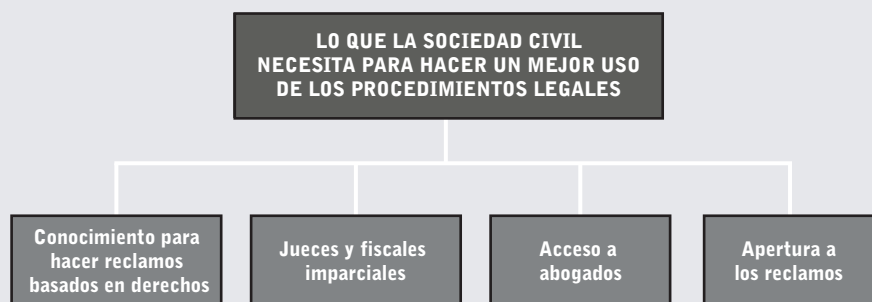 LO QUE LA SOCIEDAD CIVIL
NECESITA PARA HACER UN MEJOR USO
DE LOS PROCEDIMIENTOS LEGALES
Conocimiento para
hacer reclamos
basados en derechos
Jueces y fiscales
imparciales
Acceso a
abogados
Apertura a
los reclamos